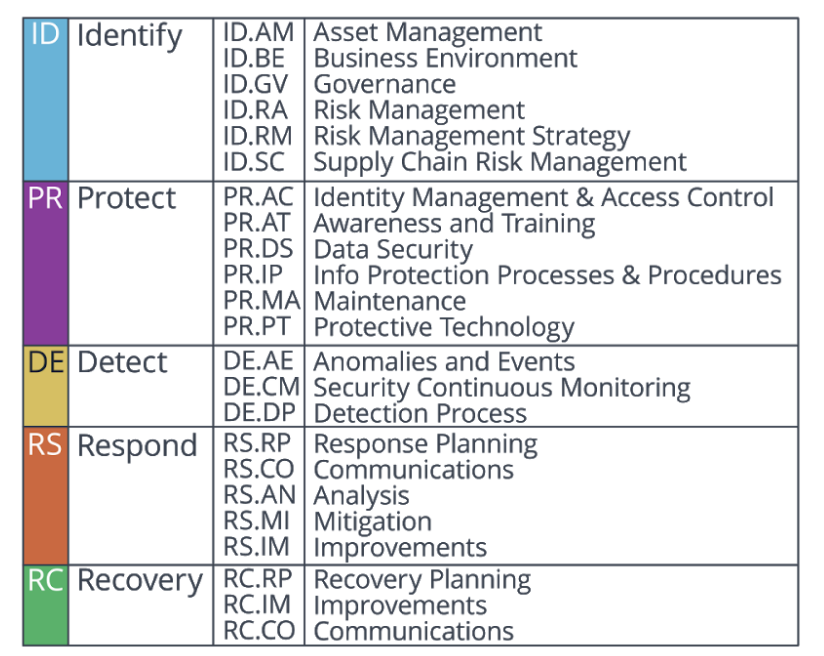 ID Identify ID.AM Asset Management
ID.BE Business Environment
ID.GV Governance
ID.RA Risk Management
ID.RM Risk Management Strategy
ID.SC Supply Chain Risk Management
PR Protect PR.AC Identity Management & Access Control
PR.AT Awareness and Training
PR.DS Data Security
PR.IP Info Protection Processes & Procedures
PR.MA Maintenance
PR.PT Protective Technology
DE Detect DE.AE Anomalies and Events
DE.CM Security Continuous Monitoring
DE.DP Detection Process
RS Respond RS.RP Response Planning
RS.CO Communications
RS.AN Analysis
RS.MI Mitigation
RS.IM Improvements
RC Recovery RC.RP Recovery Planning
RC.IM Improvements
RC.CO Communications